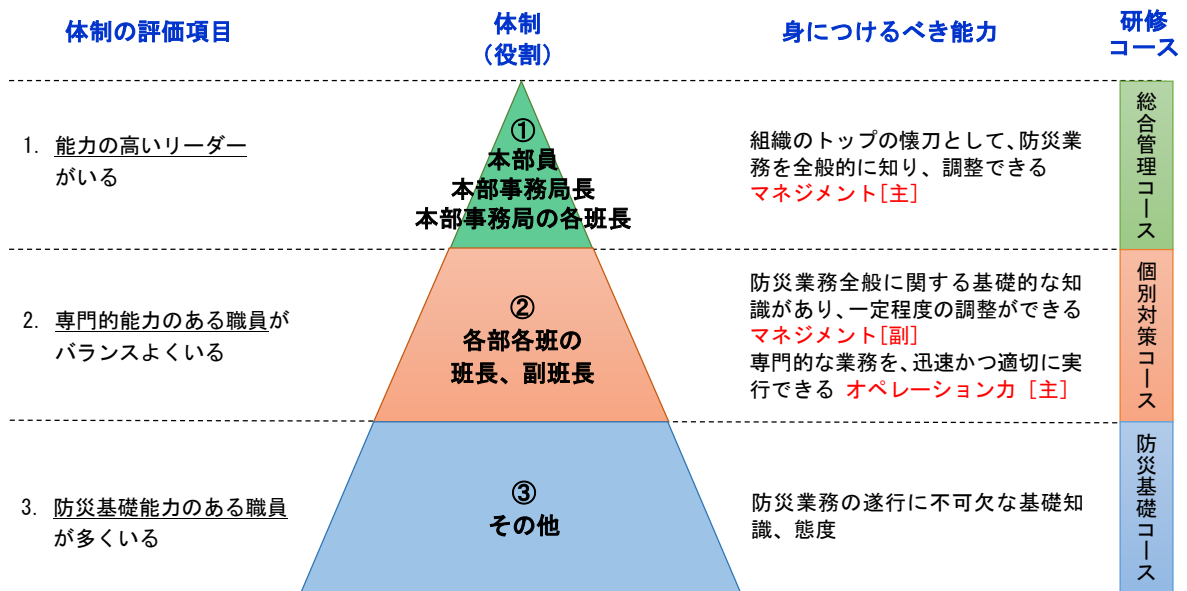 体制の評価項目
体制
（役割）
身につけるべき能力
研修
コース
1. 能力の高いリーダー
がいる
①
本部員
本部事務局長
本部事務局の各班長
組織のトップの懐刀として、防災業
務を全般的に知り、調整できる
マネジメント[主]
総合管理コース
2. 専門的能力のある職員が
バランスよくいる
②
各部各班の
班長、副班長
防災業務全般に関する基礎的な知
識があり、一定程度の調整ができる
マネジメント[副]
専門的な業務を、迅速かつ適切に実
行できる オペレーション力 [主]
個別対策コース
3. 防災基礎能力のある職員
が多くいる
③
その他
防災業務の遂行に不可欠な基礎知
識、態度
防災基礎コース